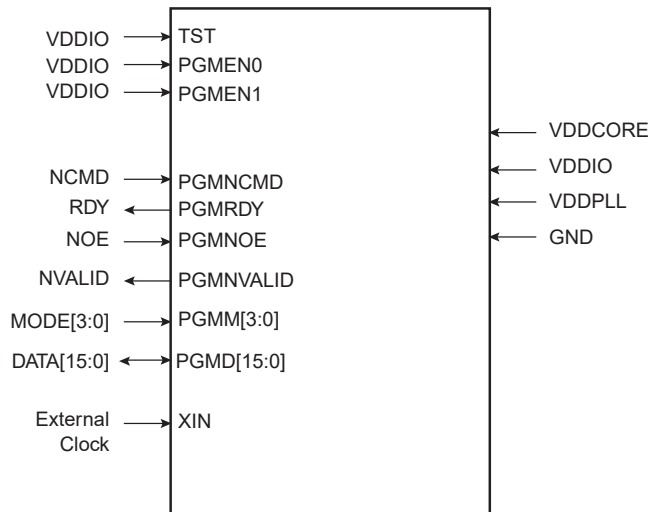 VDDIO TST
VDDIO PGMEN0
VDDIO PGMEN1
VDDCORE
VDDIO
NCMD PGMNCMD
VDDPLL
RDY PGMRDY
NOE PGMNOE
GND
NVALID PGMNVALID
MODE[3:0] PGMM[3:0]
DATA[15:0] PGMD[15:0]
External XIN
Clock